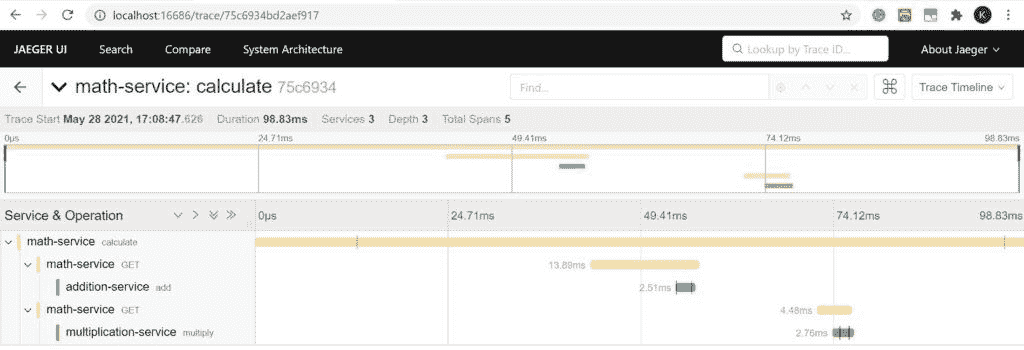 localhost:16686/trace/75c6934bd2aef917
K
JAEGER UI Search Compare System Architecture Lookup by Trace ID... About Jaeger
math-service: calculate 75c6934 Find... Trace Timeline
Trace Start May 28 2021, 17:08:47.626 Duration 98.83ms Services 3 Depth 3 Total Spans 5
0μs 24.71ms 49.41ms 74.12ms 98.83ms
Service & Operation 0μs 24.71ms 49.41ms 74.12ms 98.83ms
math-service calculate
math-service GET 13.89ms
addition-service add 2.51ms
math-service GET 4.48ms
multiplication-service multiply 2.76ms